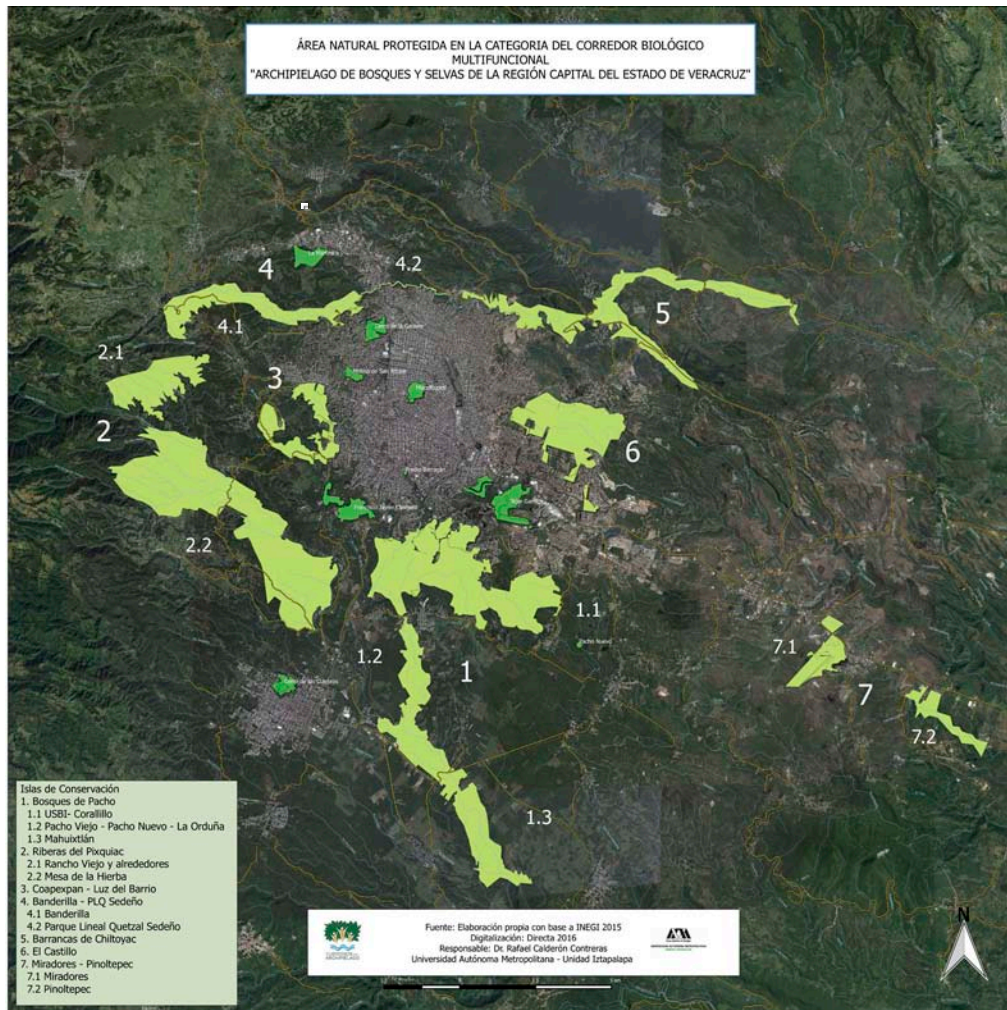 ÁREA NATURAL PROTEGIDA EN LA CATEGORIA DEL CORREDOR BIOLÓGICO
MULTIFUNCIONAL
"ARCHIPIELAGO DE BOSQUES Y SELVAS DE LA REGIÓN CAPITAL DEL ESTADO DE VERACRUZ"
4
4.2
4.1
5
2.1
3
2
6
2.2
1.1
Pacho Nuevo
1.2
1
7.1
7
7.2
1.3
Islas de Conservación
1. Bosques de Pacho
1.1 USBI- Corallillo
1.2 Pacho Viejo - Pacho Nuevo - La Orduña
1.3 Mahuixtlán
2. Riberas del Pixquiac
2.1 Rancho Viejo y alrededores
2.2 Mesa de la Hierba
3. Coapexpan - Luz del Barrio
4. Banderilla - PLQ Sedeño
4.1 Banderilla
4.2 Parque Lineal Quetzal Sedeño
5. Barrancas de Chiltoyac
6. El Castillo
7. Miradores - Pinoltepec
7.1 Miradores
7.2 Pinoltepec
Fuente: Elaboración propia con base a INEGI 2015
Digitalización: Directa 2016
Responsable: Dr. Rafael Calderón Contreras
Universidad Autónoma Metropolitana - Unidad Iztapalapa
N